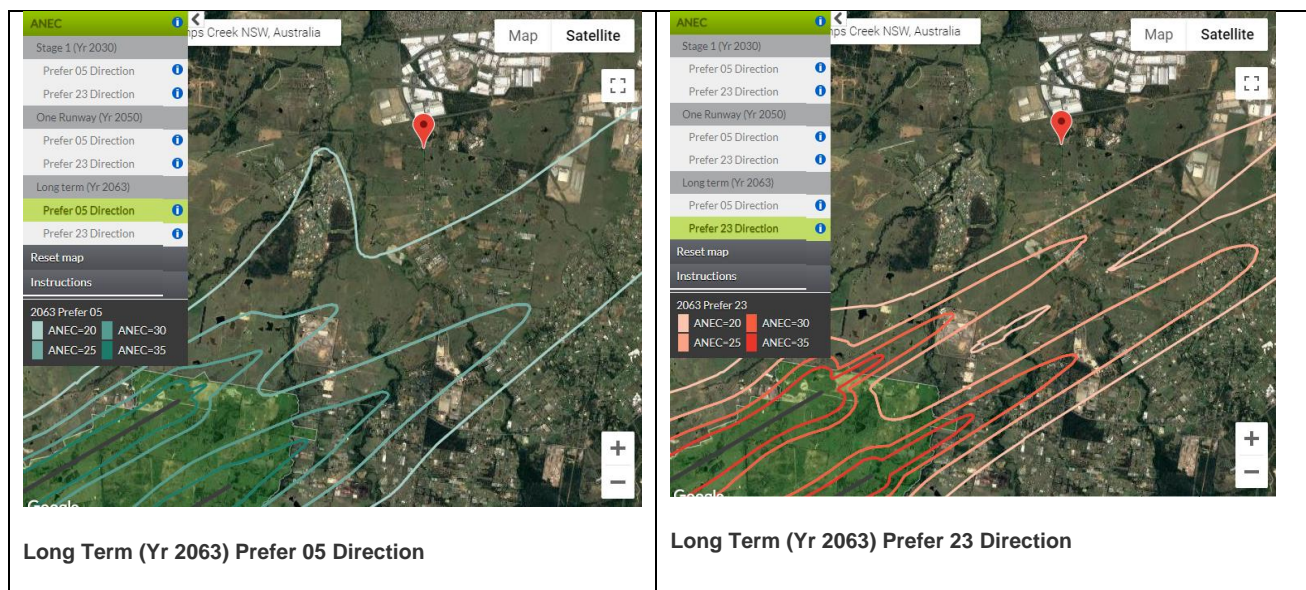 ANEC
Stage 1 (Yr 2030)
Prefer 05 Direction
Prefer 23 Direction
One Runway (Yr 2050)
Prefer 05 Direction
Prefer 23 Direction
Long term (Yr 2063)
Prefer 05 Direction
Prefer 23 Direction
Reset map
Instructions
2063 Prefer 05
ANEC=20 ANEC=30
ANEC=25 ANEC=35
Creek NSW, Australia
Map Satellite
Google
Long Term (Yr 2063) Prefer 05 Direction
ANEC
Stage 1 (Yr 2030)
Prefer 05 Direction
Prefer 23 Direction
One Runway (Yr 2050)
Prefer 05 Direction
Prefer 23 Direction
Long term (Yr 2063)
Prefer 05 Direction
Prefer 23 Direction
Reset map
Instructions
2063 Prefer 23
ANEC=20 ANEC=30
ANEC=25 ANEC=35
mps Creek NSW, Australia
Map Satellite
Google
Long Term (Yr 2063) Prefer 23 Direction